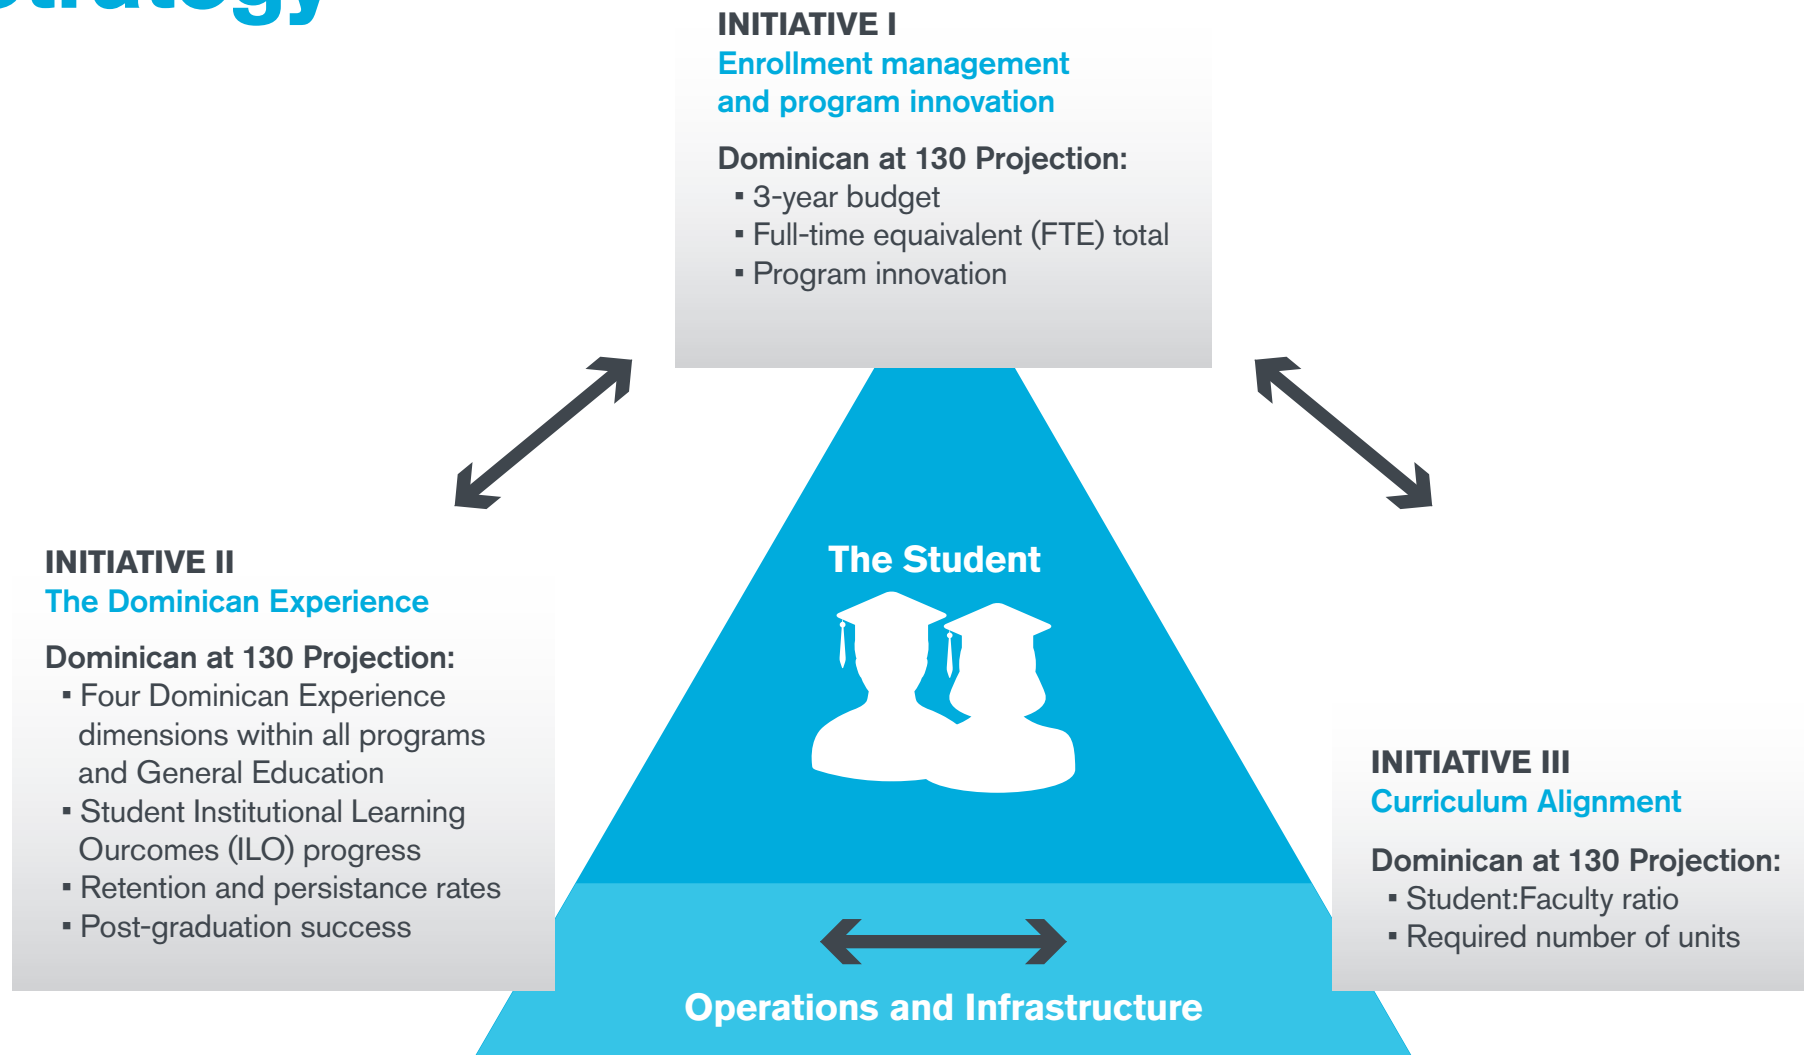 INITIATIVE I
Enrollment management
and program innovation
Dominican at 130 Projection:
▪ 3-year budget
▪ Full-time equaivalent (FTE) total
▪ Program innovation
INITIATIVE II
The Dominican Experience
Dominican at 130 Projection:
▪ Four Dominican Experience
dimensions within all programs
and General Education
▪ Student Institutional Learning
Ourcomes (ILO) progress
▪ Retention and persistance rates
▪ Post-graduation success
The Student
INITIATIVE III
Curriculum Alignment
Dominican at 130 Projection:
▪ Student:Faculty ratio
▪ Required number of units
Operations and Infrastructure